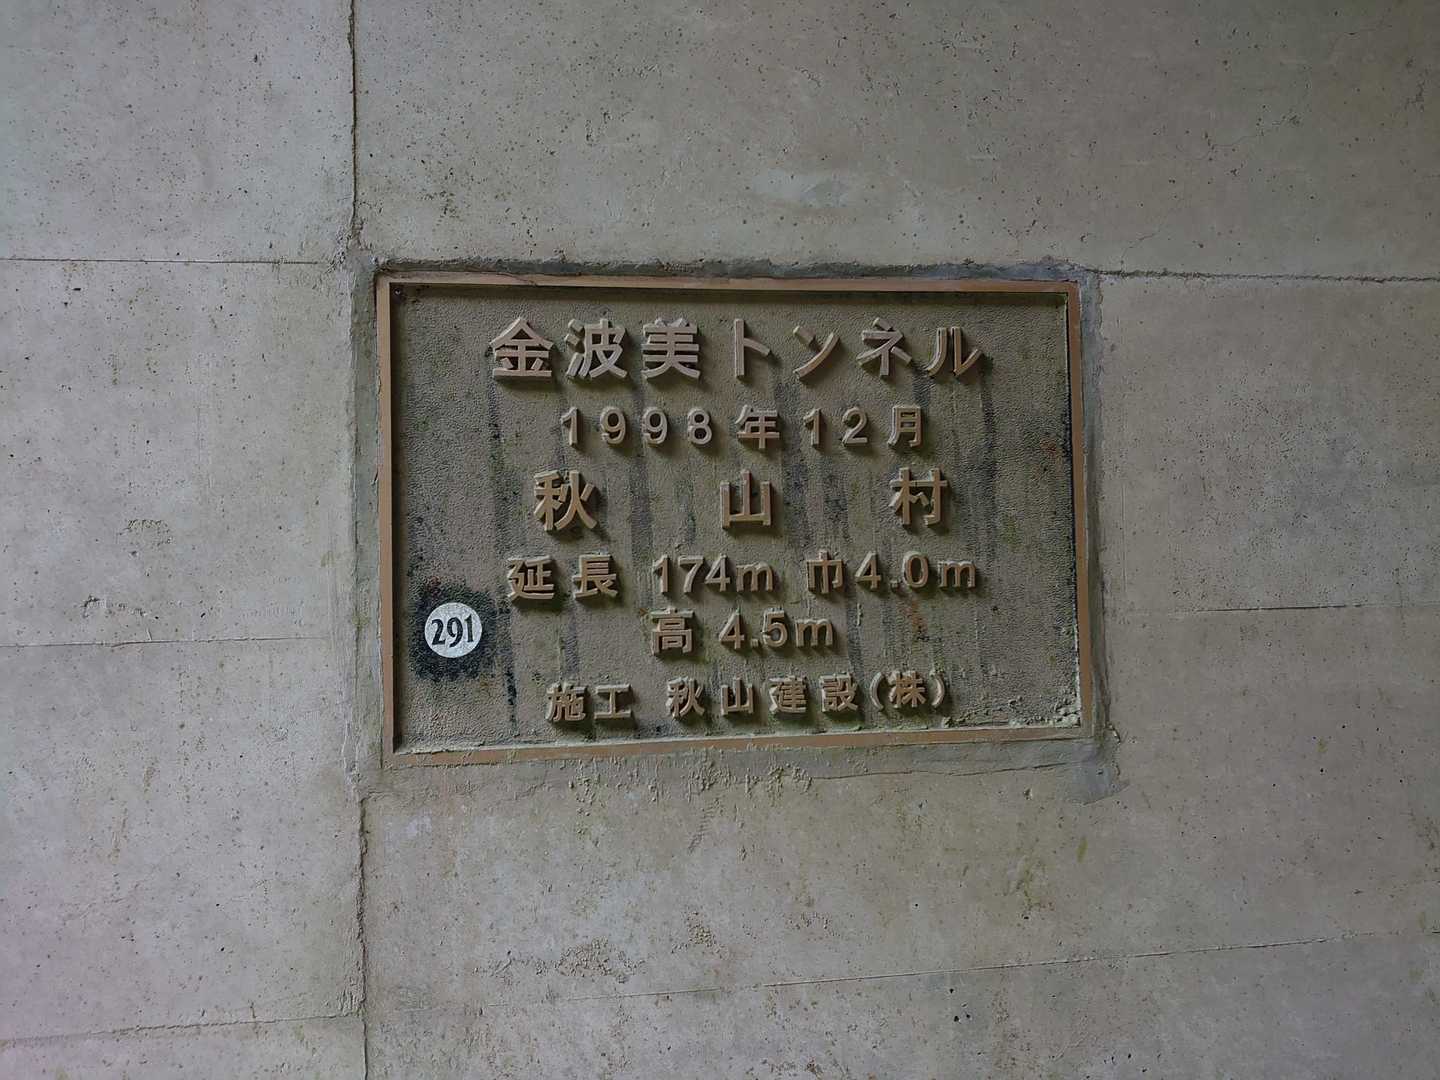 金波美トンネル
1998年12月
秋山村
延長 174m 巾4.0m
高 4.5m
291
施工 秋山建設(株)